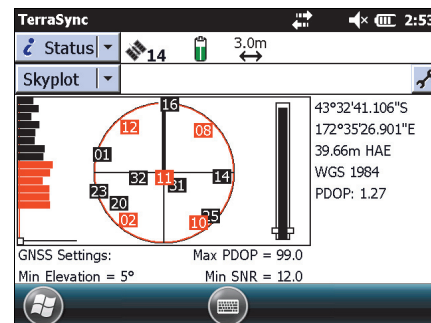 TerraSync 2:53
i Status 14 3.0m
Skyplot
16
12 08
01
32 11 31 14
23
20
02 10 25
43°32'41.106"S
172°35'26.901"E
39.66m HAE
WGS 1984
PDOP: 1.27
GNSS Settings: Max PDOP = 99.0
Min Elevation = 5° Min SNR = 12.0